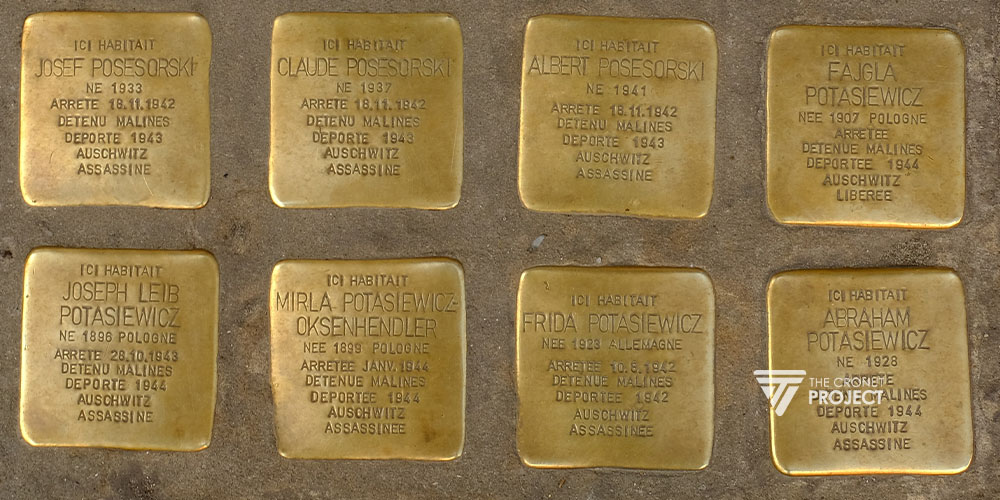 ICI HABITAIT
JOSEF POSESORSKI
NE 1933
ARRETE 18.11.1942
DETENU MALINES
DEPORTE 1943
AUSCHWITZ
ASSASSINE
ICI HABITAIT
CLAUDE POSESORSKI
NE 1937
ARRETE 18.11.1942
DETENU MALINES
DEPORTE 1943
AUSCHWITZ
ASSASSINE
ICI HABITAIT
ALBERT POSESORSKI
NE 1941
ARRETE 18.11.1942
DETENU MALINES
DEPORTE 1943
AUSCHWITZ
ASSASSINE
ICI HABITAIT
FAJGLA
POTASIEWICZ
NEE 1907 POLOGNE
ARRETEE
DETENUE MALINES
DEPORTEE 1944
AUSCHWITZ
LIBEREE
ICI HABITAIT
JOSEPH LEIB
POTASIEWICZ
NE 1896 POLOGNE
ARRETE 28.10.1943
DETENU MALINES
DEPORTE 1944
AUSCHWITZ
ASSASSINE
ICI HABITAIT
MIRLA POTASIEWICZ-
OKSENHENDLER
NEE 1899 POLOGNE
ARRETEE JANV. 1944
DETENUE MALINES
DEPORTEE 1944
AUSCHWITZ
ASSASSINEE
ICI HABITAIT
FRIDA POTASIEWICZ
NEE 1923 ALLEMAGNE
ARRETEE 10.8.1942
DETENUE MALINES
DEPORTEE 1942
AUSCHWITZ
ASSASSINEE
ICI HABITAIT
ABRAHAM
POTASIEWICZ
NE 1928
MALINES
DEPORTE 1944
AUSCHWITZ
ASSASSINE
THE CRONET
PROJECT